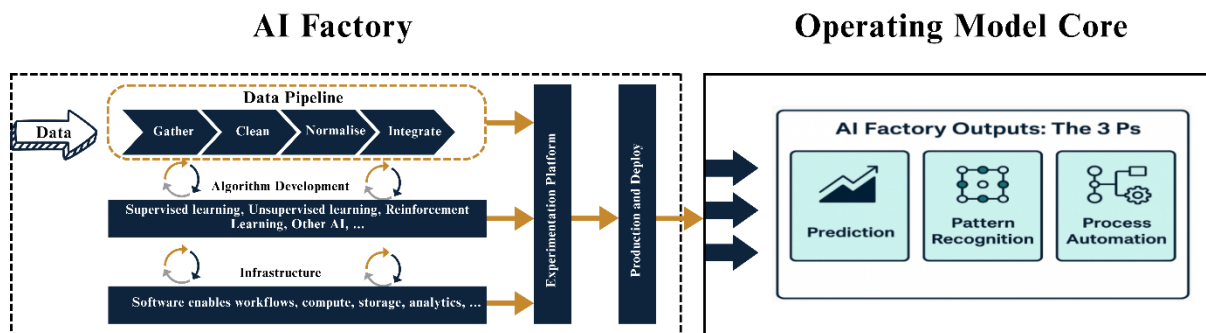 AI Factory
Operating Model Core
Data Pipeline
Data
Gather
Clean
Normalise
Integrate
Algorithm Development
Supervised learning, Unsupervised learning, Reinforcement
Learning, Other AI, ...
Infrastructure
Software enables workflows, compute, storage, analytics, ...
Experimentation Platform
Production and Deploy
AI Factory Outputs: The 3 Ps
Prediction
Pattern
Recognition
Process
Automation